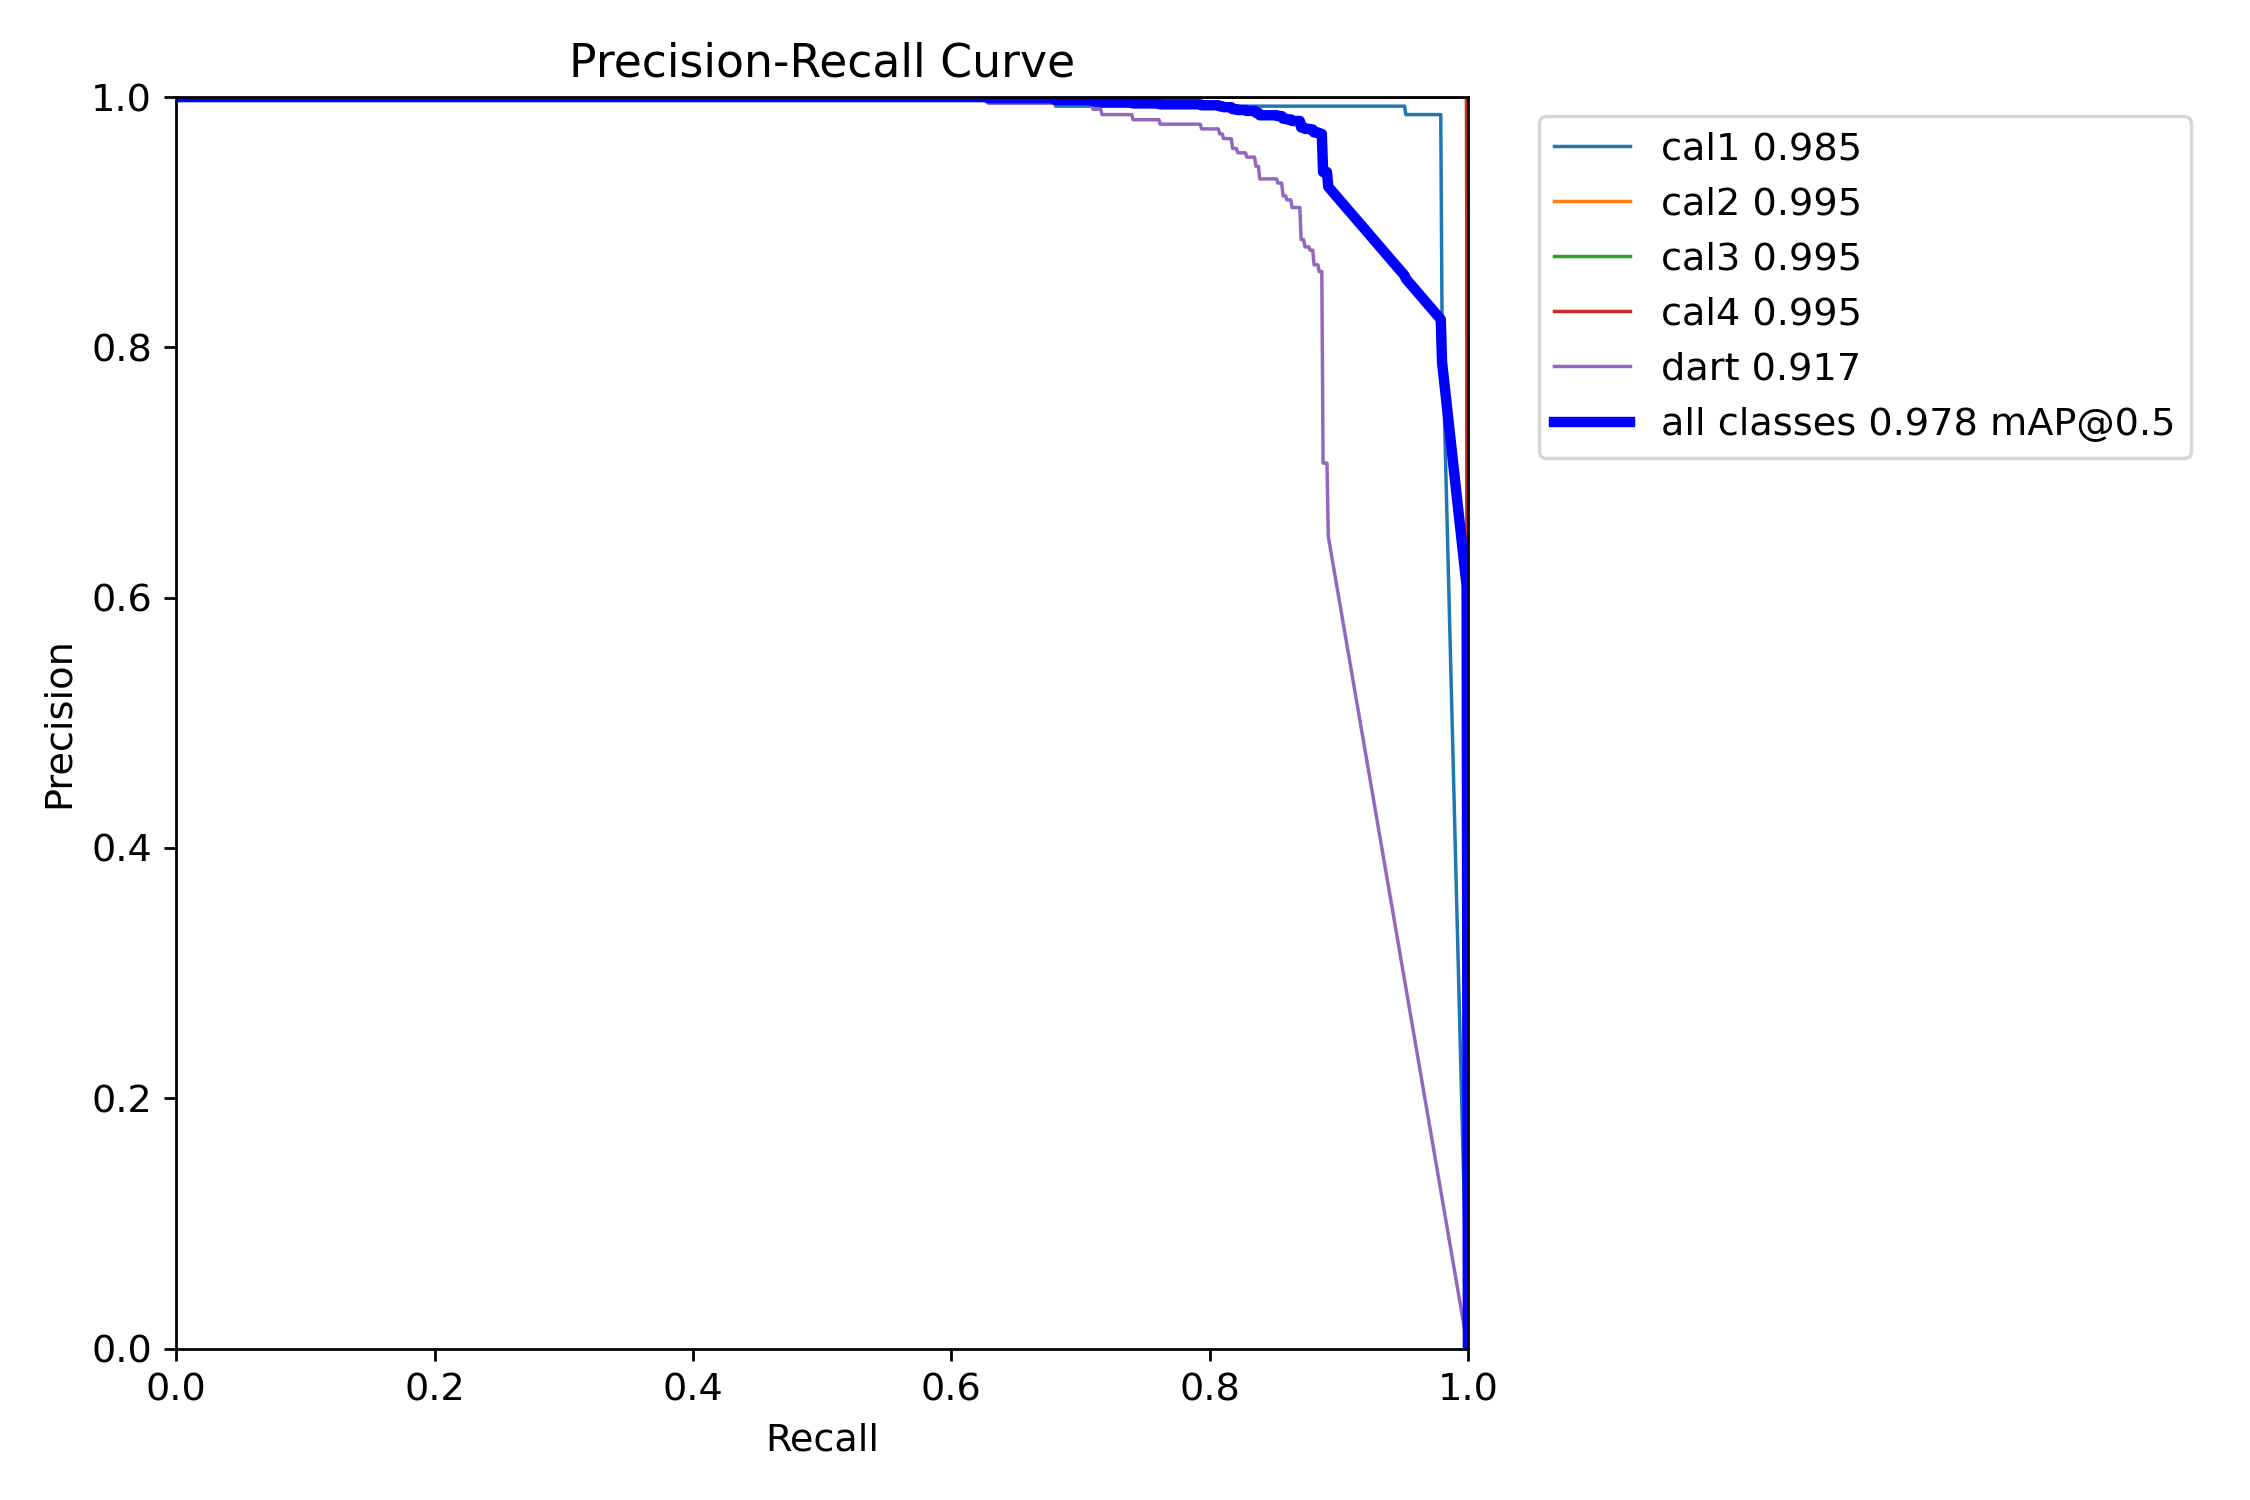 Precision-Recall Curve
1.0
0.8
0.6
0.4
0.2
0.0
Precision
0.0 0.2 0.4 0.6 0.8 1.0
Recall
cal1 0.985
cal2 0.995
cal3 0.995
cal4 0.995
dart 0.917
all classes 0.978 mAP@0.5